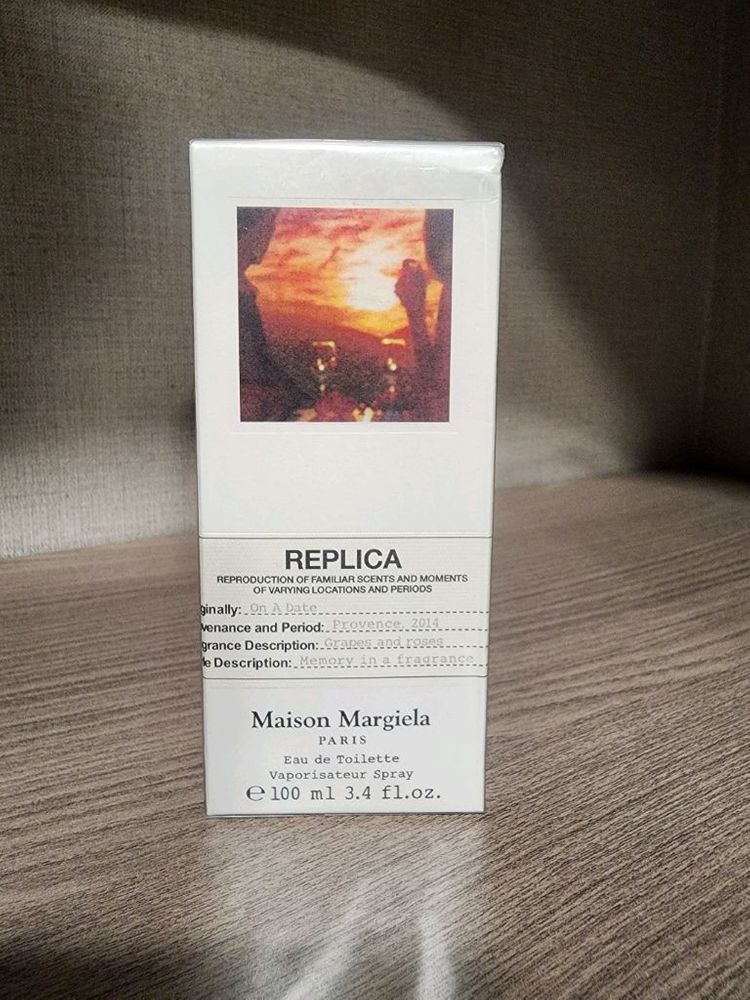 REPLICA
REPRODUCTION OF FAMILIAR SCENTS AND MOMENTS
OF VARYING LOCATIONS AND PERIODS
ginally: On A Date
venance and Period: Provence, 2014
grance Description: Grapes and roses
le Description: Memory in a fragrance
Maison Margiela
PARIS
Eau de Toilette
Vaporisateur Spray
℮ 100 ml 3.4 fl.oz.